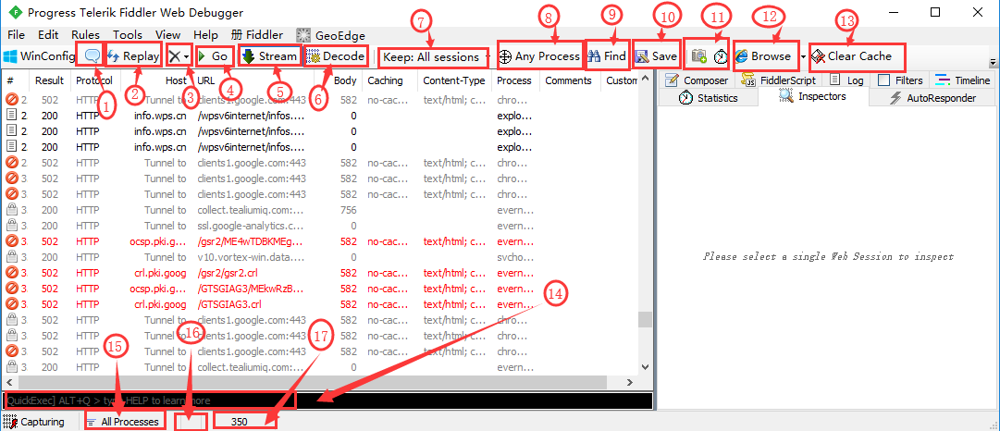 Progress Telerik Fiddler Web Debugger
7 8 9 10 11 12 13
File Edit Rules Tools View Help Fiddler GeoEdge
WinConfig Replay Go Stream Decode Keep: All sessions Any Process Find Save Browse Clear Cache
# Result Protocol Host URL Body Caching Content-Type Process Comments Custom
1 2 3 4 5 6
Composer FiddlerScript Log Filters Timeline
Statistics Inspectors AutoResponder
2 502 HTTP Tunnel to clients1.google.com:443 582 no-cac... text/html; c... chro...
2 200 HTTP info.wps.cn /wpsv6internet/infos.... 0 explo...
2 200 HTTP info.wps.cn /wpsv6internet/infos.... 0 explo...
2 200 HTTP info.wps.cn /wpsv6internet/infos.... 0 explo...
2 502 HTTP Tunnel to clients1.google.com:443 582 no-cac... text/html; c... chro...
3 502 HTTP Tunnel to clients1.google.com:443 582 no-cac... text/html; c... chro...
3 502 HTTP Tunnel to clients1.google.com:443 582 no-cac... text/html; c... chro...
3 200 HTTP Tunnel to collect.tealiumiq.com:... 756 evern...
3 200 HTTP Tunnel to ssl.google-analytics.c... 0 evern...
3 502 HTTP ocsp.pki.goog /gsr2/ME4wTDBKMEg... 582 no-cac... text/html; c... evern...
3 200 HTTP Tunnel to v10.vortex-win.data.... 0 svcho...
3 502 HTTP crl.pki.goog /gsr2/gsr2.crl 582 no-cac... text/html; c... evern...
3 502 HTTP ocsp.pki.... /GTSGIAG3/MEkwRzB... 582 no-cac... text/html; c... evern...
3 502 HTTP crl.pki.goog /GTSGIAG3.crl 582 no-cac... text/html; c... evern...
3 502 HTTP Tunnel to clients1.google.com:443 582 no-cac... text/html; c... chro...
3 502 HTTP Tunnel to clients1.google.com:443 582 no-cac... text/html; c... chro...
3 502 HTTP Tunnel to clients1.google.com:443 582 no-cac... text/html; c... chro...
3 200 HTTP Tunnel to collect.tealiumiq.com:... 0 evern...
Please select a single Web Session to inspect
14
15 16 17
QuickExec] ALT+Q > type HELP to learn more
Capturing All Processes 350